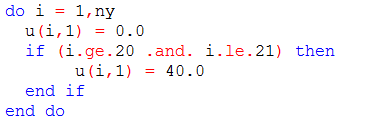 do i = 1,ny
  u(i,1) = 0.0
  if (i.ge.20 .and. i.le.21) then
       u(i,1) = 40.0
  end if
end do